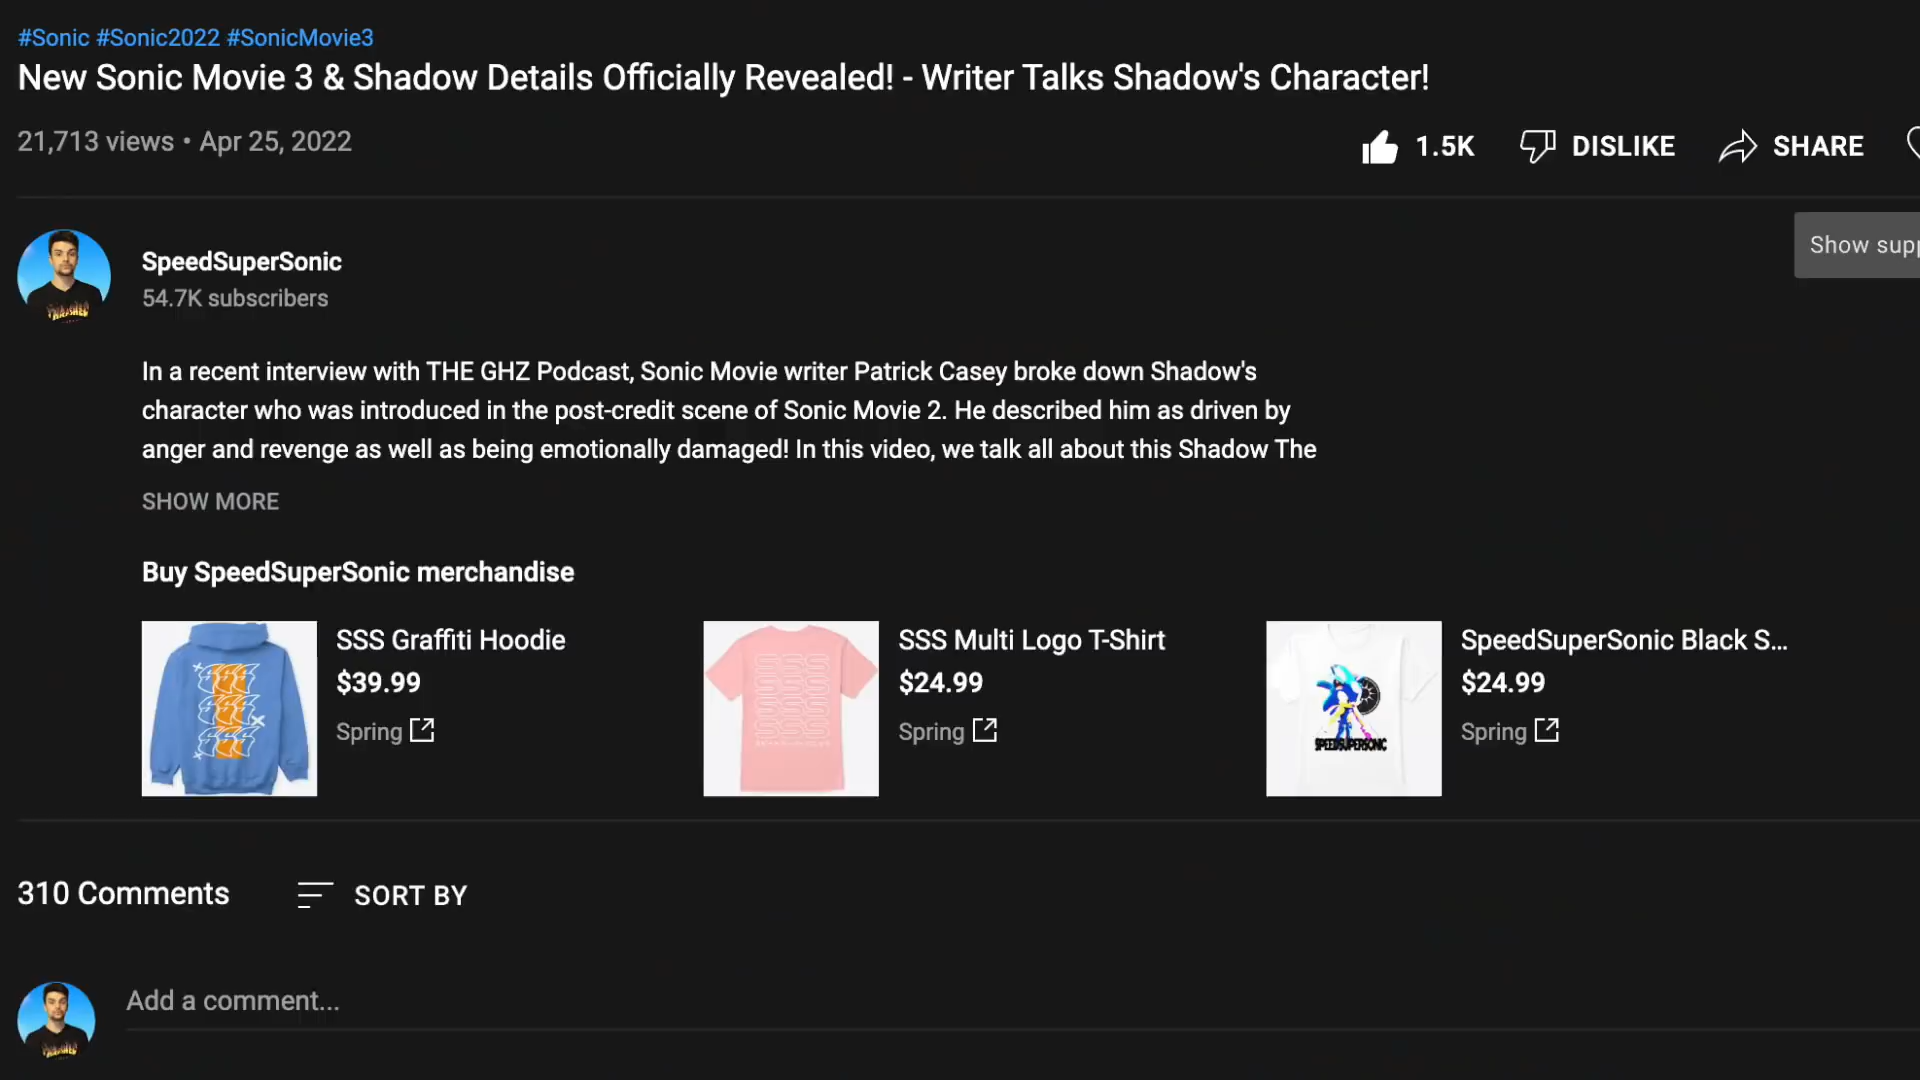 #Sonic #Sonic2022 #SonicMovie3
New Sonic Movie 3 & Shadow Details Officially Revealed! - Writer Talks Shadow's Character!
21,713 views • Apr 25, 2022
1.5K
DISLIKE
SHARE
SpeedSuperSonic
54.7K subscribers
Show supp
In a recent interview with THE GHZ Podcast, Sonic Movie writer Patrick Casey broke down Shadow's
character who was introduced in the post-credit scene of Sonic Movie 2. He described him as driven by
anger and revenge as well as being emotionally damaged! In this video, we talk all about this Shadow The
SHOW MORE
Buy SpeedSuperSonic merchandise
SSS Graffiti Hoodie
$39.99
Spring
SSS Multi Logo T-Shirt
$24.99
Spring
SPEEDSUPERSONIC
SpeedSuperSonic Black S...
$24.99
Spring
310 Comments
SORT BY
Add a comment...